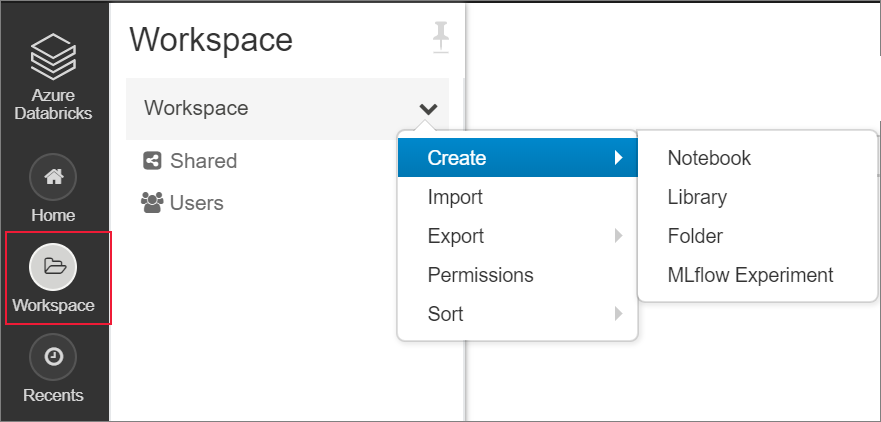 Azure
Databricks
Home
Workspace
Recents
Workspace
Workspace
Shared
Users
Create
Import
Export
Permissions
Sort
Notebook
Library
Folder
MLflow Experiment